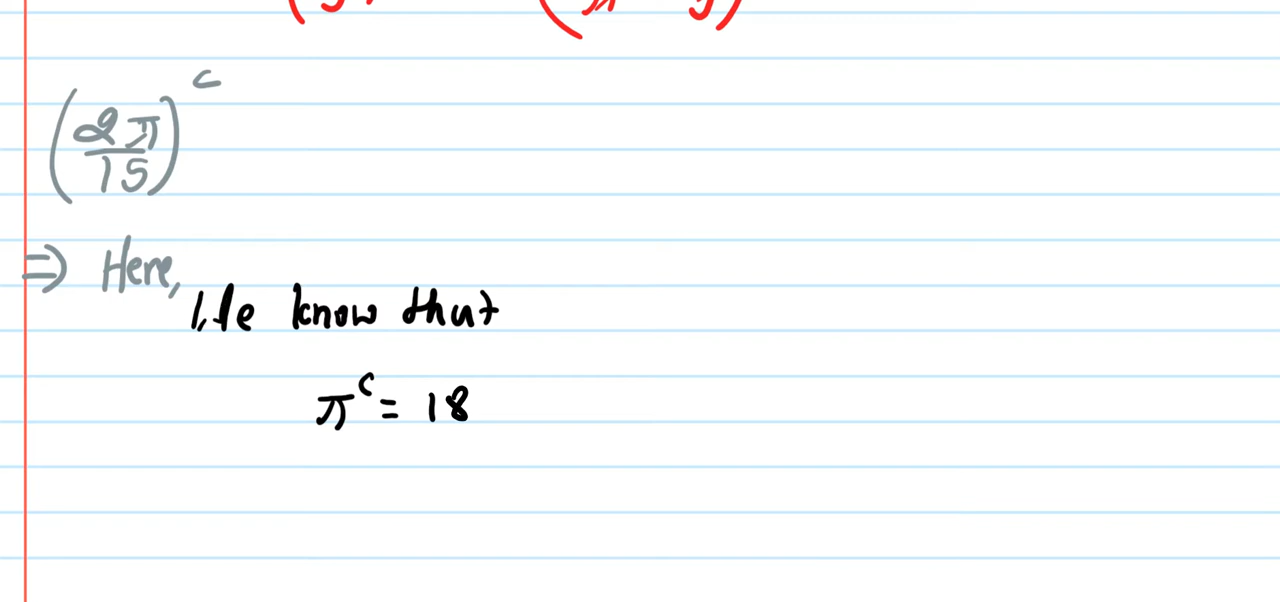 (2π/15)^c
⇒ Here,
We know that
π^c = 18